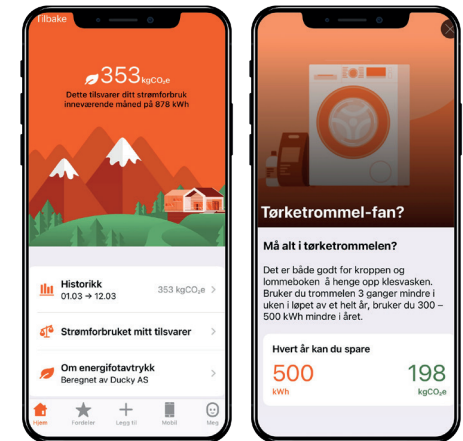 Tilbake
353 kgCO₂e
Dette tilsvarer ditt strømforbruk
inneværende måned på 878 kWh
Historikk
01.03 → 12.03
353 kgCO₂e
Strømforbruket mitt tilsvarer
Om energifotavtrykk
Beregnet av Ducky AS
Hjem
Fordeler
Legg til
Mobil
Meg
Tørketrommel-fan?
Må alt i tørketrommelen?
Det er både godt for kroppen og
lommeboken å henge opp klesvasken.
Bruker du trommelen 3 ganger mindre i
uken i løpet av et helt år, bruker du 300 –
500 kWh mindre i året.
Hvert år kan du spare
500
kWh
198
kgCO₂e